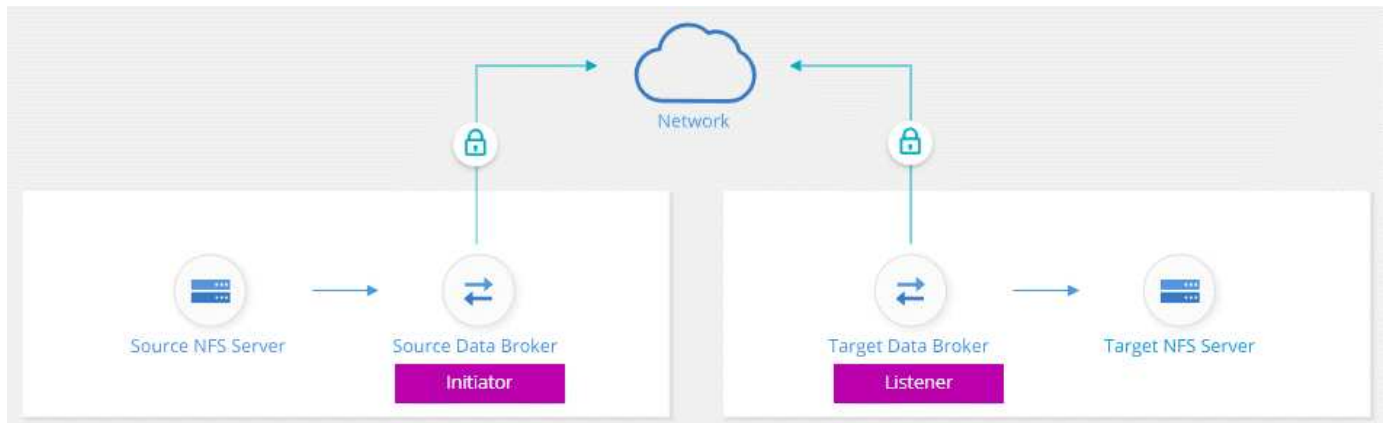 Network
Source NFS Server
Source Data Broker
Target Data Broker
Target NFS Server
Initiator
Listener